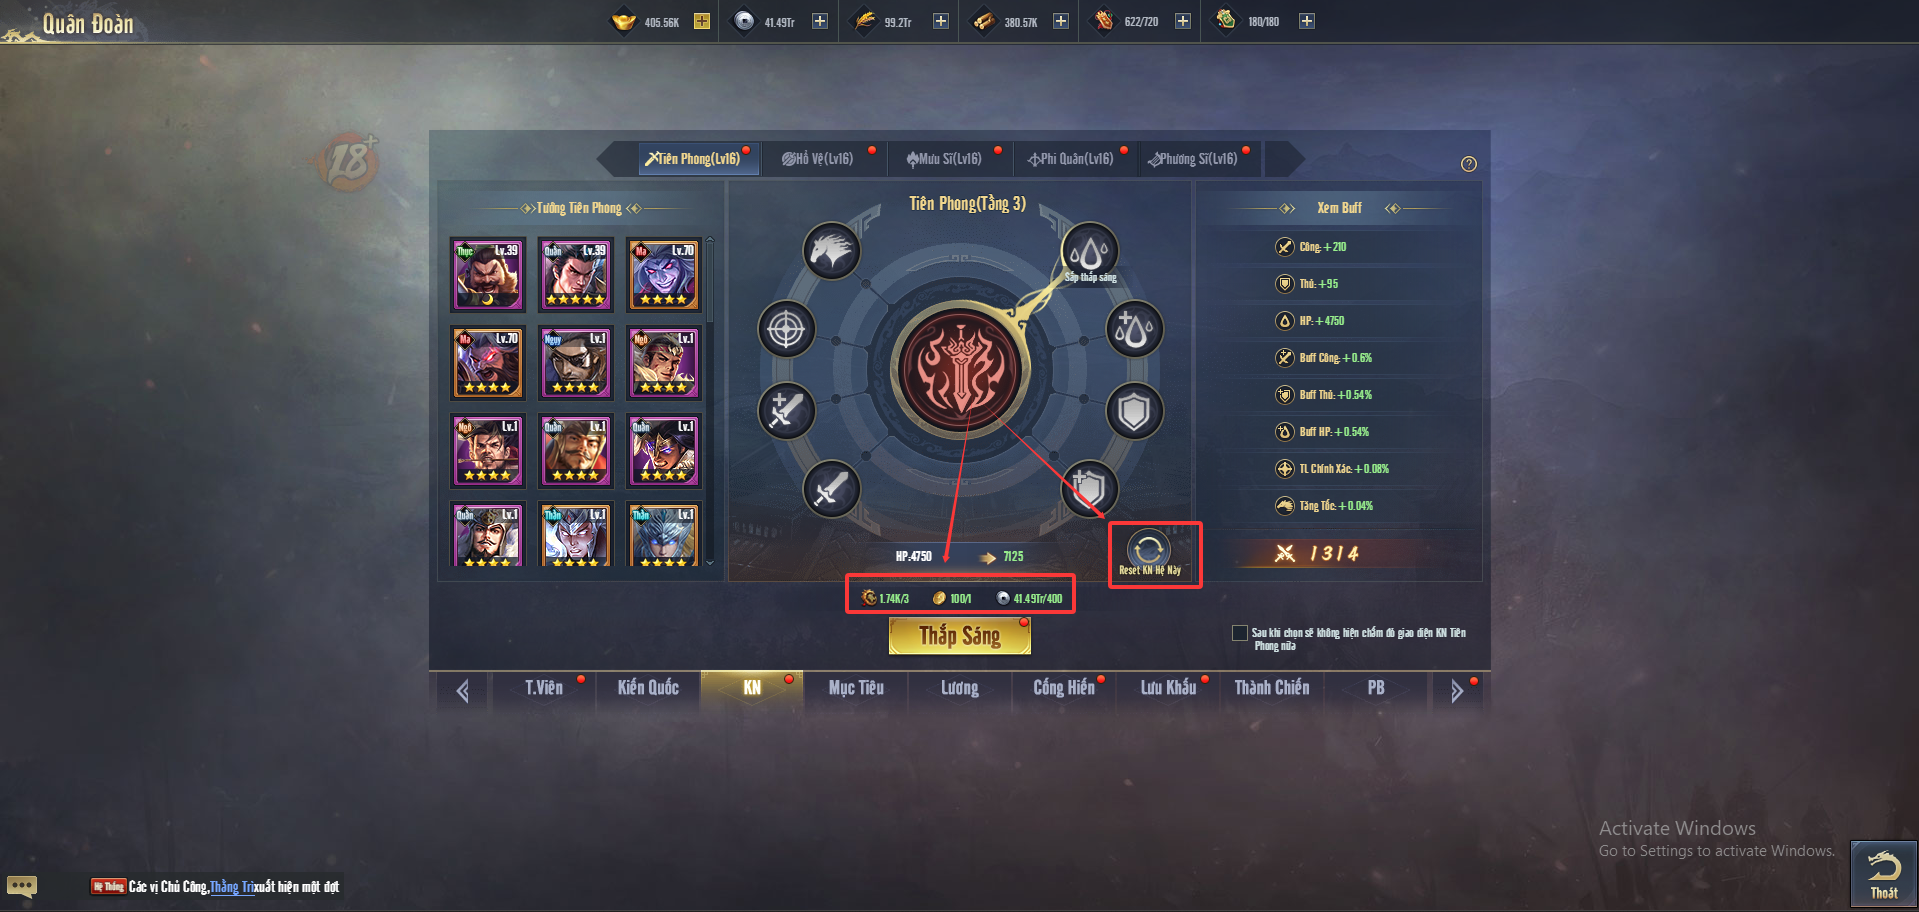 Quân Đoàn
405.56K
41.49Tr
99.2Tr
380.57K
622/720
180/180
18+
Tiên Phong(Lv16)
Hổ Vệ(Lv16)
Mưu Sĩ(Lv16)
Phi Quân(Lv16)
Phương Sĩ(Lv16)
Tướng Tiên Phong
Thục Lv.39
Quần Lv.39
Ma Lv.70
Ma Lv.70
Ngụy Lv.1
Ngô Lv.1
Ngô Lv.1
Quần Lv.1
Quần Lv.1
Quần Lv.1
Thần Lv.1
Thần Lv.1
Tiên Phong(Tầng 3)
Sắp thắp sáng
HP:4750
7125
Reset KN Hệ Này
1.74K/3
100/1
41.49Tr/400
Thắp Sáng
Xem Buff
Công: +210
Thủ: +95
HP: +4750
Buff Công: +0.6%
Buff Thủ: +0.54%
Buff HP: +0.54%
TL Chính Xác: +0.08%
Tăng Tốc: +0.04%
1314
Sau khi chọn sẽ không hiện chấm đỏ giao diện KN Tiên
Phong nữa
T.Viên
Kiến Quốc
KN
Mục Tiêu
Lương
Cống Hiến
Lưu Khấu
Thành Chiến
PB
Activate Windows
Go to Settings to activate Windows.
Hệ Thống
Các vị Chủ Công,Thằng Trìxuất hiện một đợt
Thoát